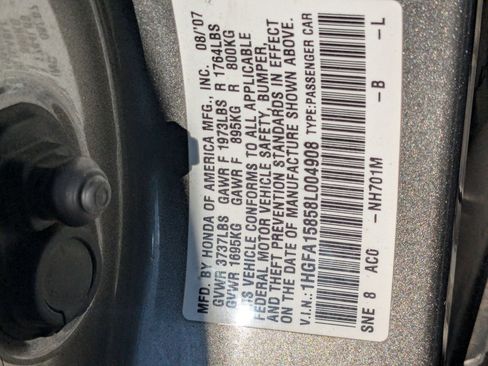 MFD. BY HONDA OF AMERICA MFG., INC. 08/'07
GVWR 3737LBS GAWR F 1973LBS R 1764LBS
GVWR 1695KG GAWR F 895KG R 800KG
THIS VEHICLE CONFORMS TO ALL APPLICABLE
FEDERAL MOTOR VEHICLE SAFETY, BUMPER,
AND THEFT PREVENTION STANDARDS IN EFFECT
ON THE DATE OF MANUFACTURE SHOWN ABOVE.
V.I.N.: 1HGFA15858L004908 TYPE: PASSENGER CAR
SNE 8 AC0 -NH701M -B -L